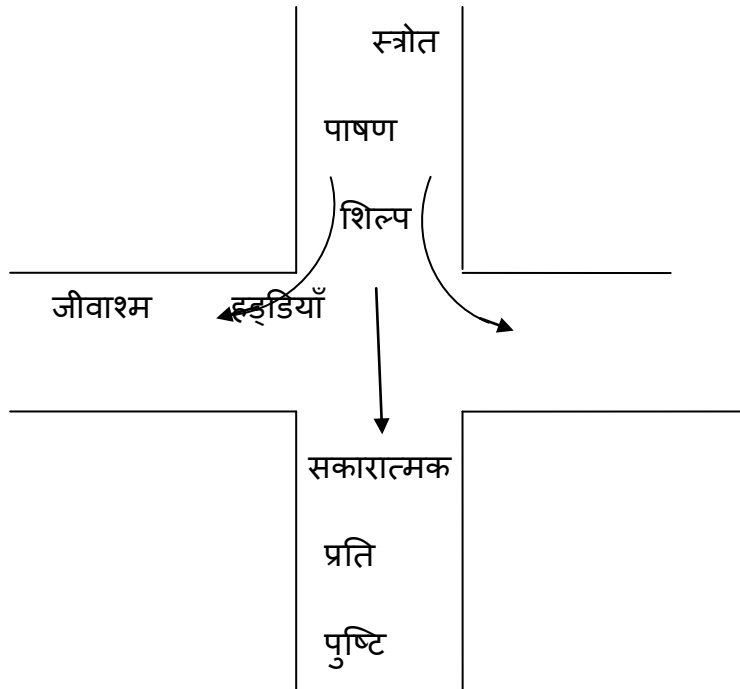 स्त्रोत
पाषण
शिल्प
जीवाश्म हड्डियाँ
सकारात्मक
प्रति
पुष्टि